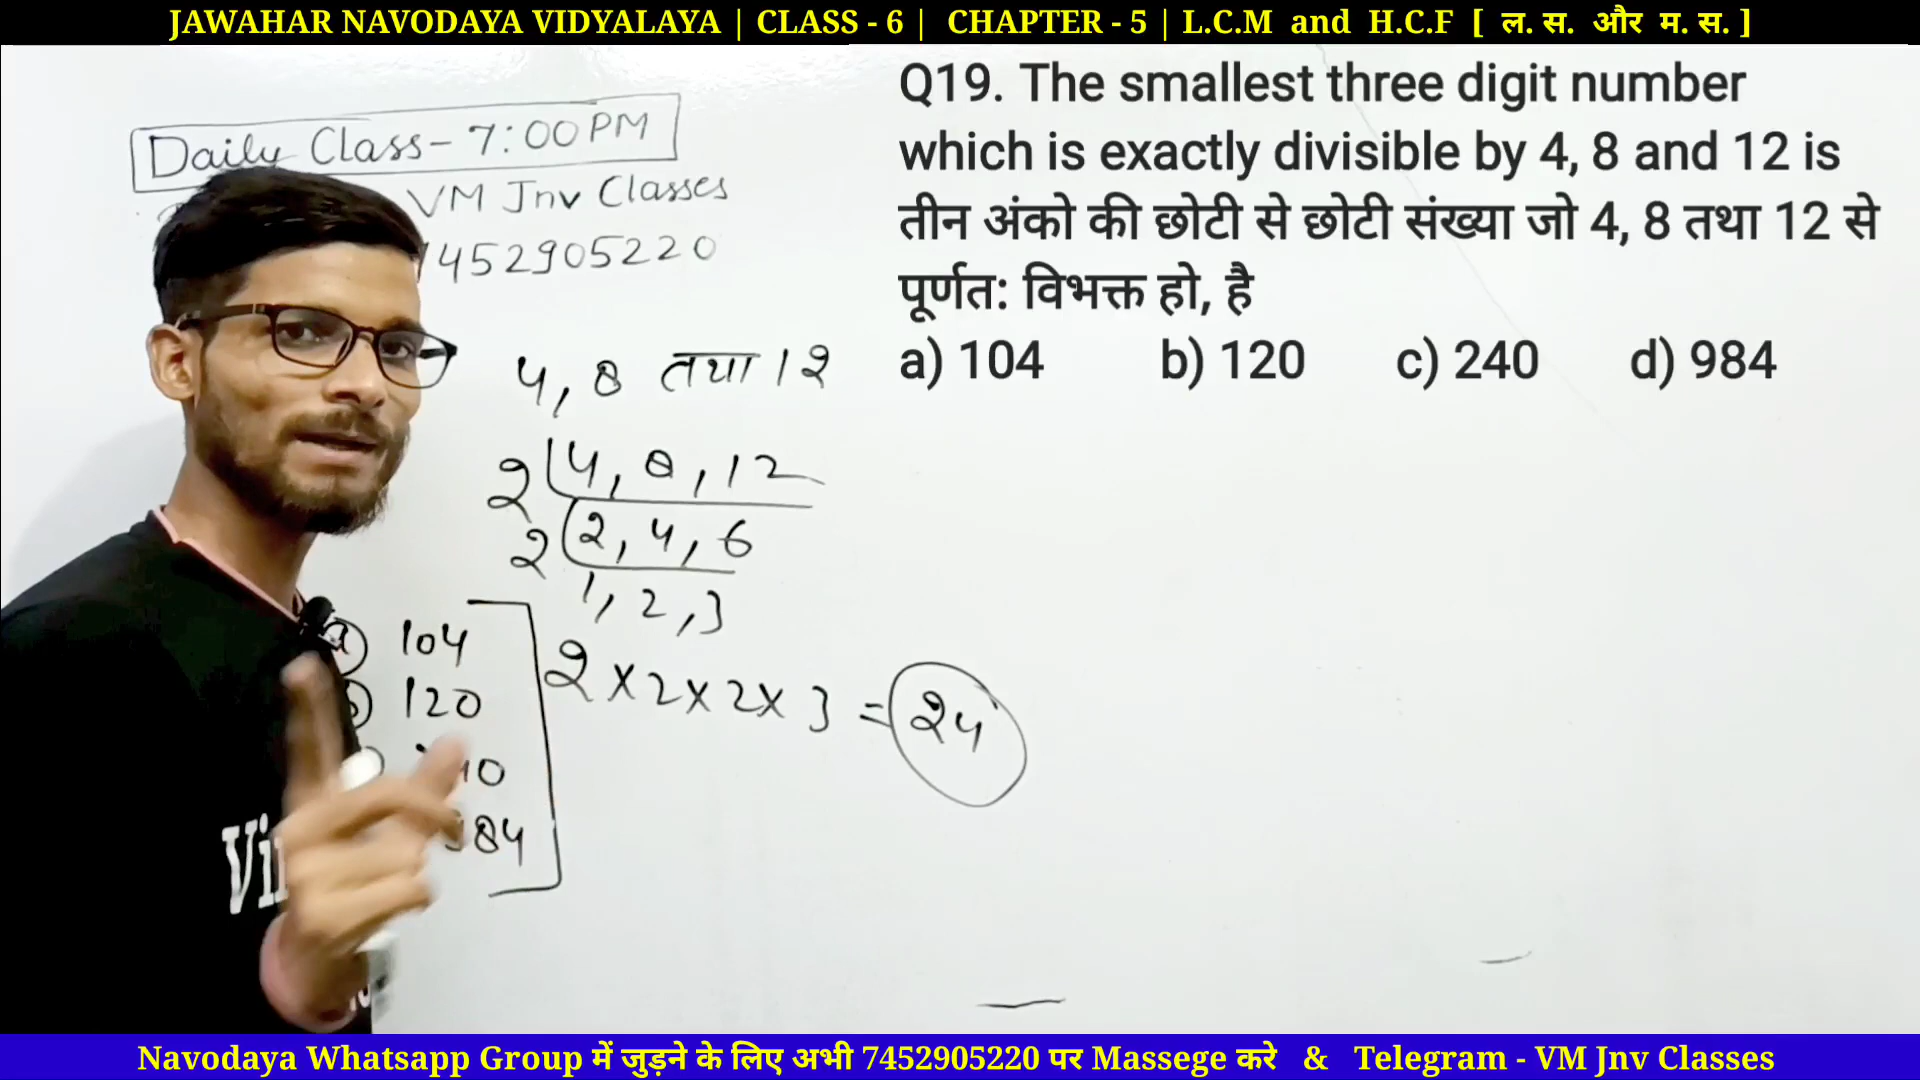 JAWAHAR NAVODAYA VIDYALAYA | CLASS - 6 | CHAPTER - 5 | L.C.M and H.C.F [ ल. स. और म. स. ]
Q19. The smallest three digit number
which is exactly divisible by 4, 8 and 12 is
तीन अंको की छोटी से छोटी संख्या जो 4, 8 तथा 12 से
पूर्णत: विभक्त हो, है
a) 104 b) 120 c) 240 d) 984
Daily Class - 7:00 PM
VM Jnv Classes
7452905220
4, 8 तथा 12
2 4, 8, 12
2 2, 4, 6
1, 2, 3
2 x 2 x 2 x 3 = 24
a) 104
b) 120
40
984
Vi
Navodaya Whatsapp Group में जुड़ने के लिए अभी 7452905220 पर Massege करे & Telegram - VM Jnv Classes